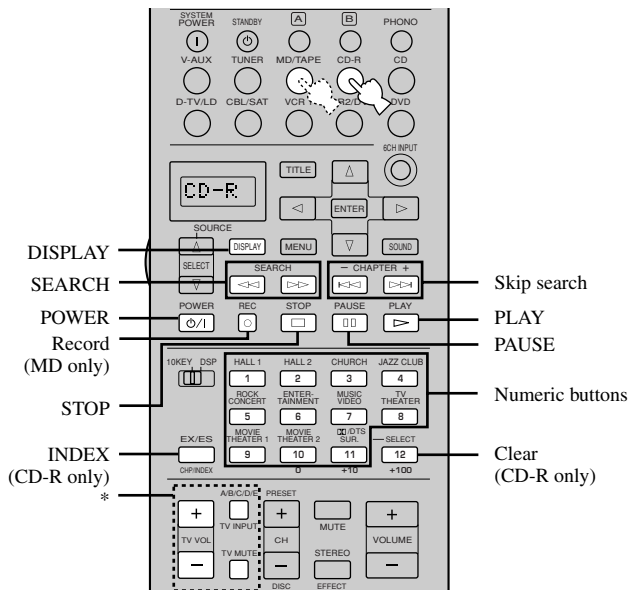 SYSTEM POWER STANDBY A B PHONO
V-AUX TUNER MD/TAPE CD-R CD
D-TV/LD CBL/SAT VCR DVD
6CH INPUT
TITLE
CD-R
ENTER
SOURCE
SELECT
DISPLAY MENU SOUND
SEARCH – CHAPTER +
POWER REC STOP PAUSE PLAY
10KEY DSP
HALL 1 HALL 2 CHURCH JAZZ CLUB
1 2 3 4
ROCK CONCERT ENTER-TAINMENT MUSIC VIDEO TV THEATER
5 6 7 8
MOVIE THEATER 1 MOVIE THEATER 2 /DTS SUR. SELECT
EX/ES 9 10 11 12
CHP/INDEX 0 +10 +100
A/B/C/D/E PRESET
+ TV INPUT + MUTE +
TV VOL CH VOLUME
– TV MUTE – STEREO –
DISC EFFECT
DISPLAY
SEARCH
POWER
Record
(MD only)
STOP
INDEX
(CD-R only)
*
Skip search
PLAY
PAUSE
Numeric buttons
Clear
(CD-R only)